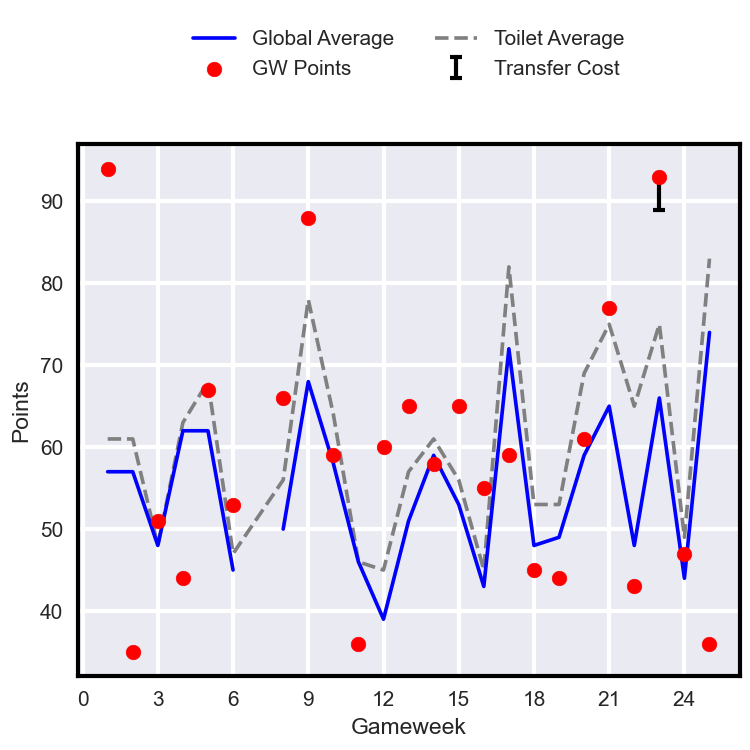 Global Average
Toilet Average
GW Points
Transfer Cost
90
80
70
60
50
40
Points
0 3 6 9 12 15 18 21 24
Gameweek